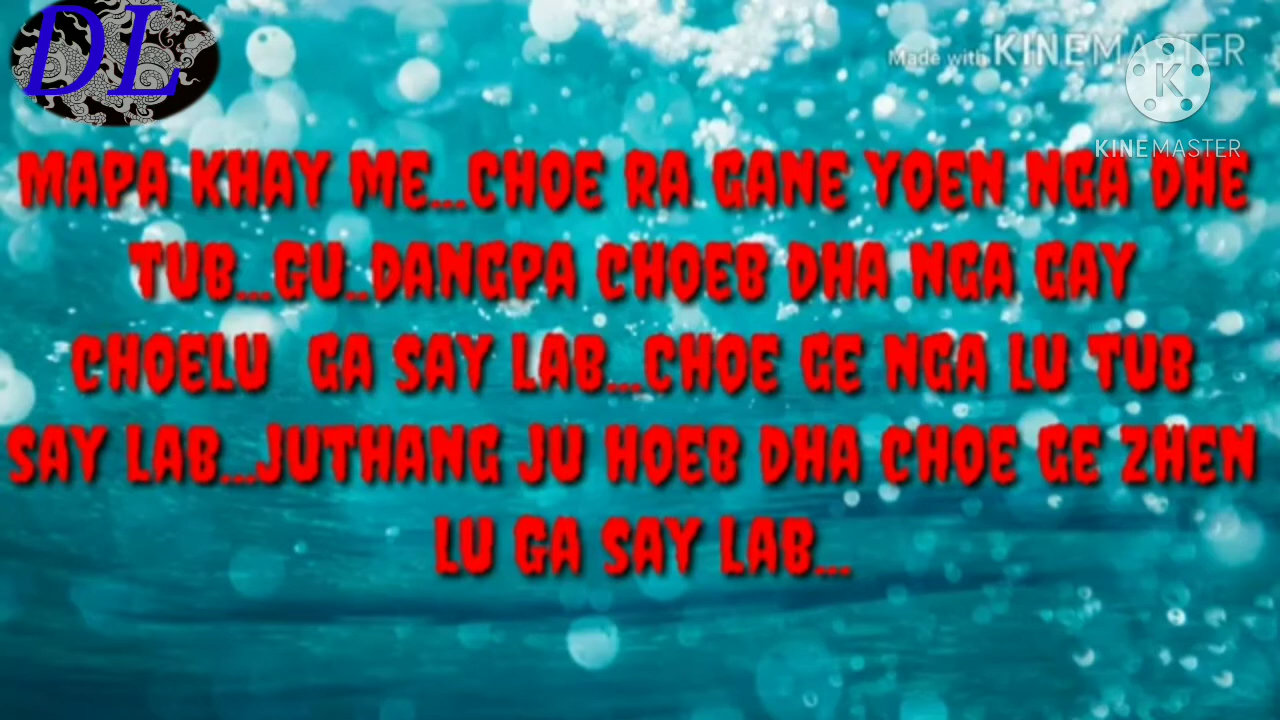 DL
Made with KINEMASTER
K
KINEMASTER
MAPA KHAY ME...CHOE RA GANE YOEN NGA DHE
TUB...GU..DANGPA CHOEB DHA NGA GAY
CHOELU GA SAY LAB...CHOE GE NGA LU TUB
SAY LAB...JUTHANG JU HOEB DHA CHOE GE ZHEN
LU GA SAY LAB...